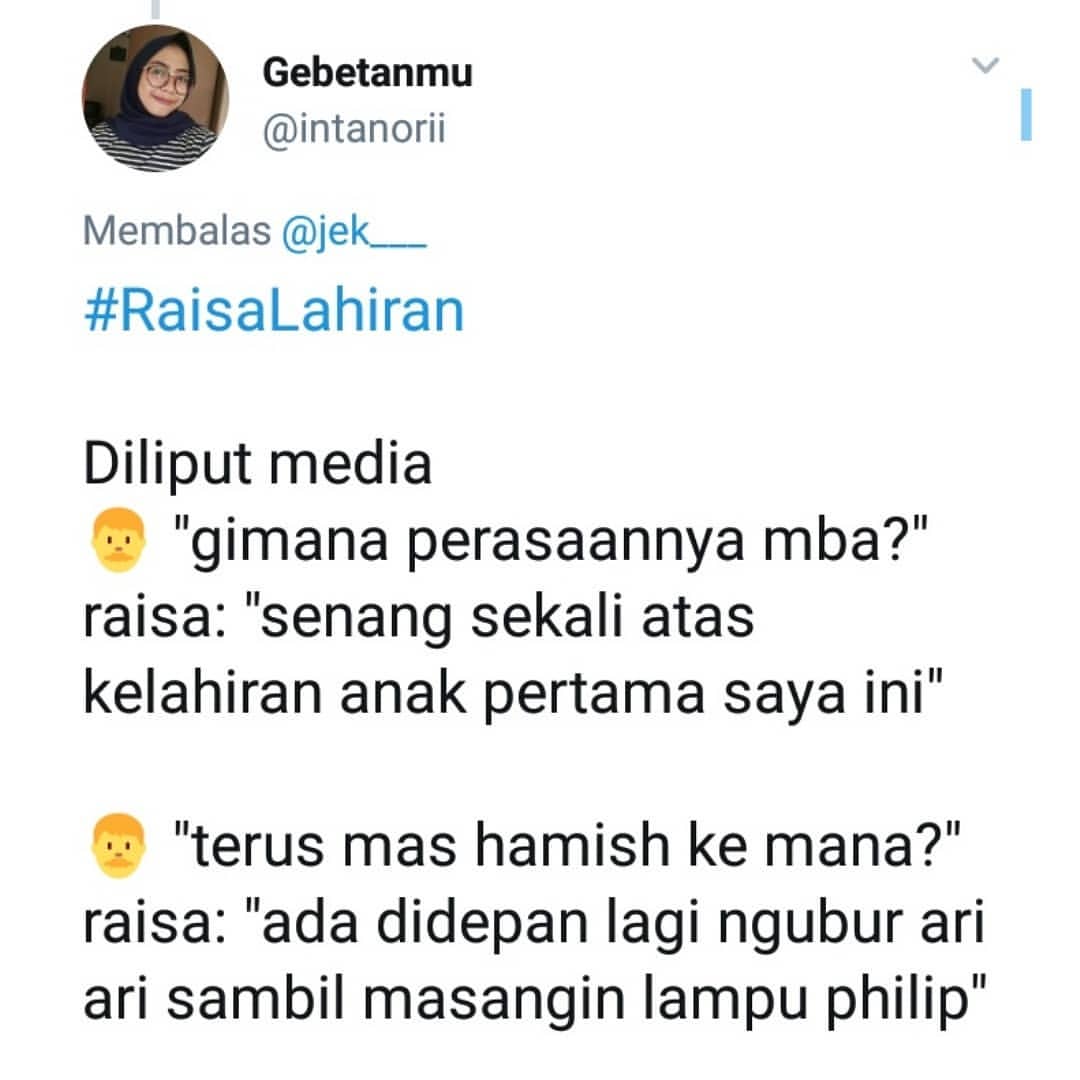 Gebetanmu
@intanorii
Membalas @jek___
#RaisaLahiran
Diliput media
👨 "gimana perasaannya mba?"
raisa: "senang sekali atas
kelahiran anak pertama saya ini"
👨 "terus mas hamish ke mana?"
raisa: "ada didepan lagi ngubur ari
ari sambil masangin lampu philip"